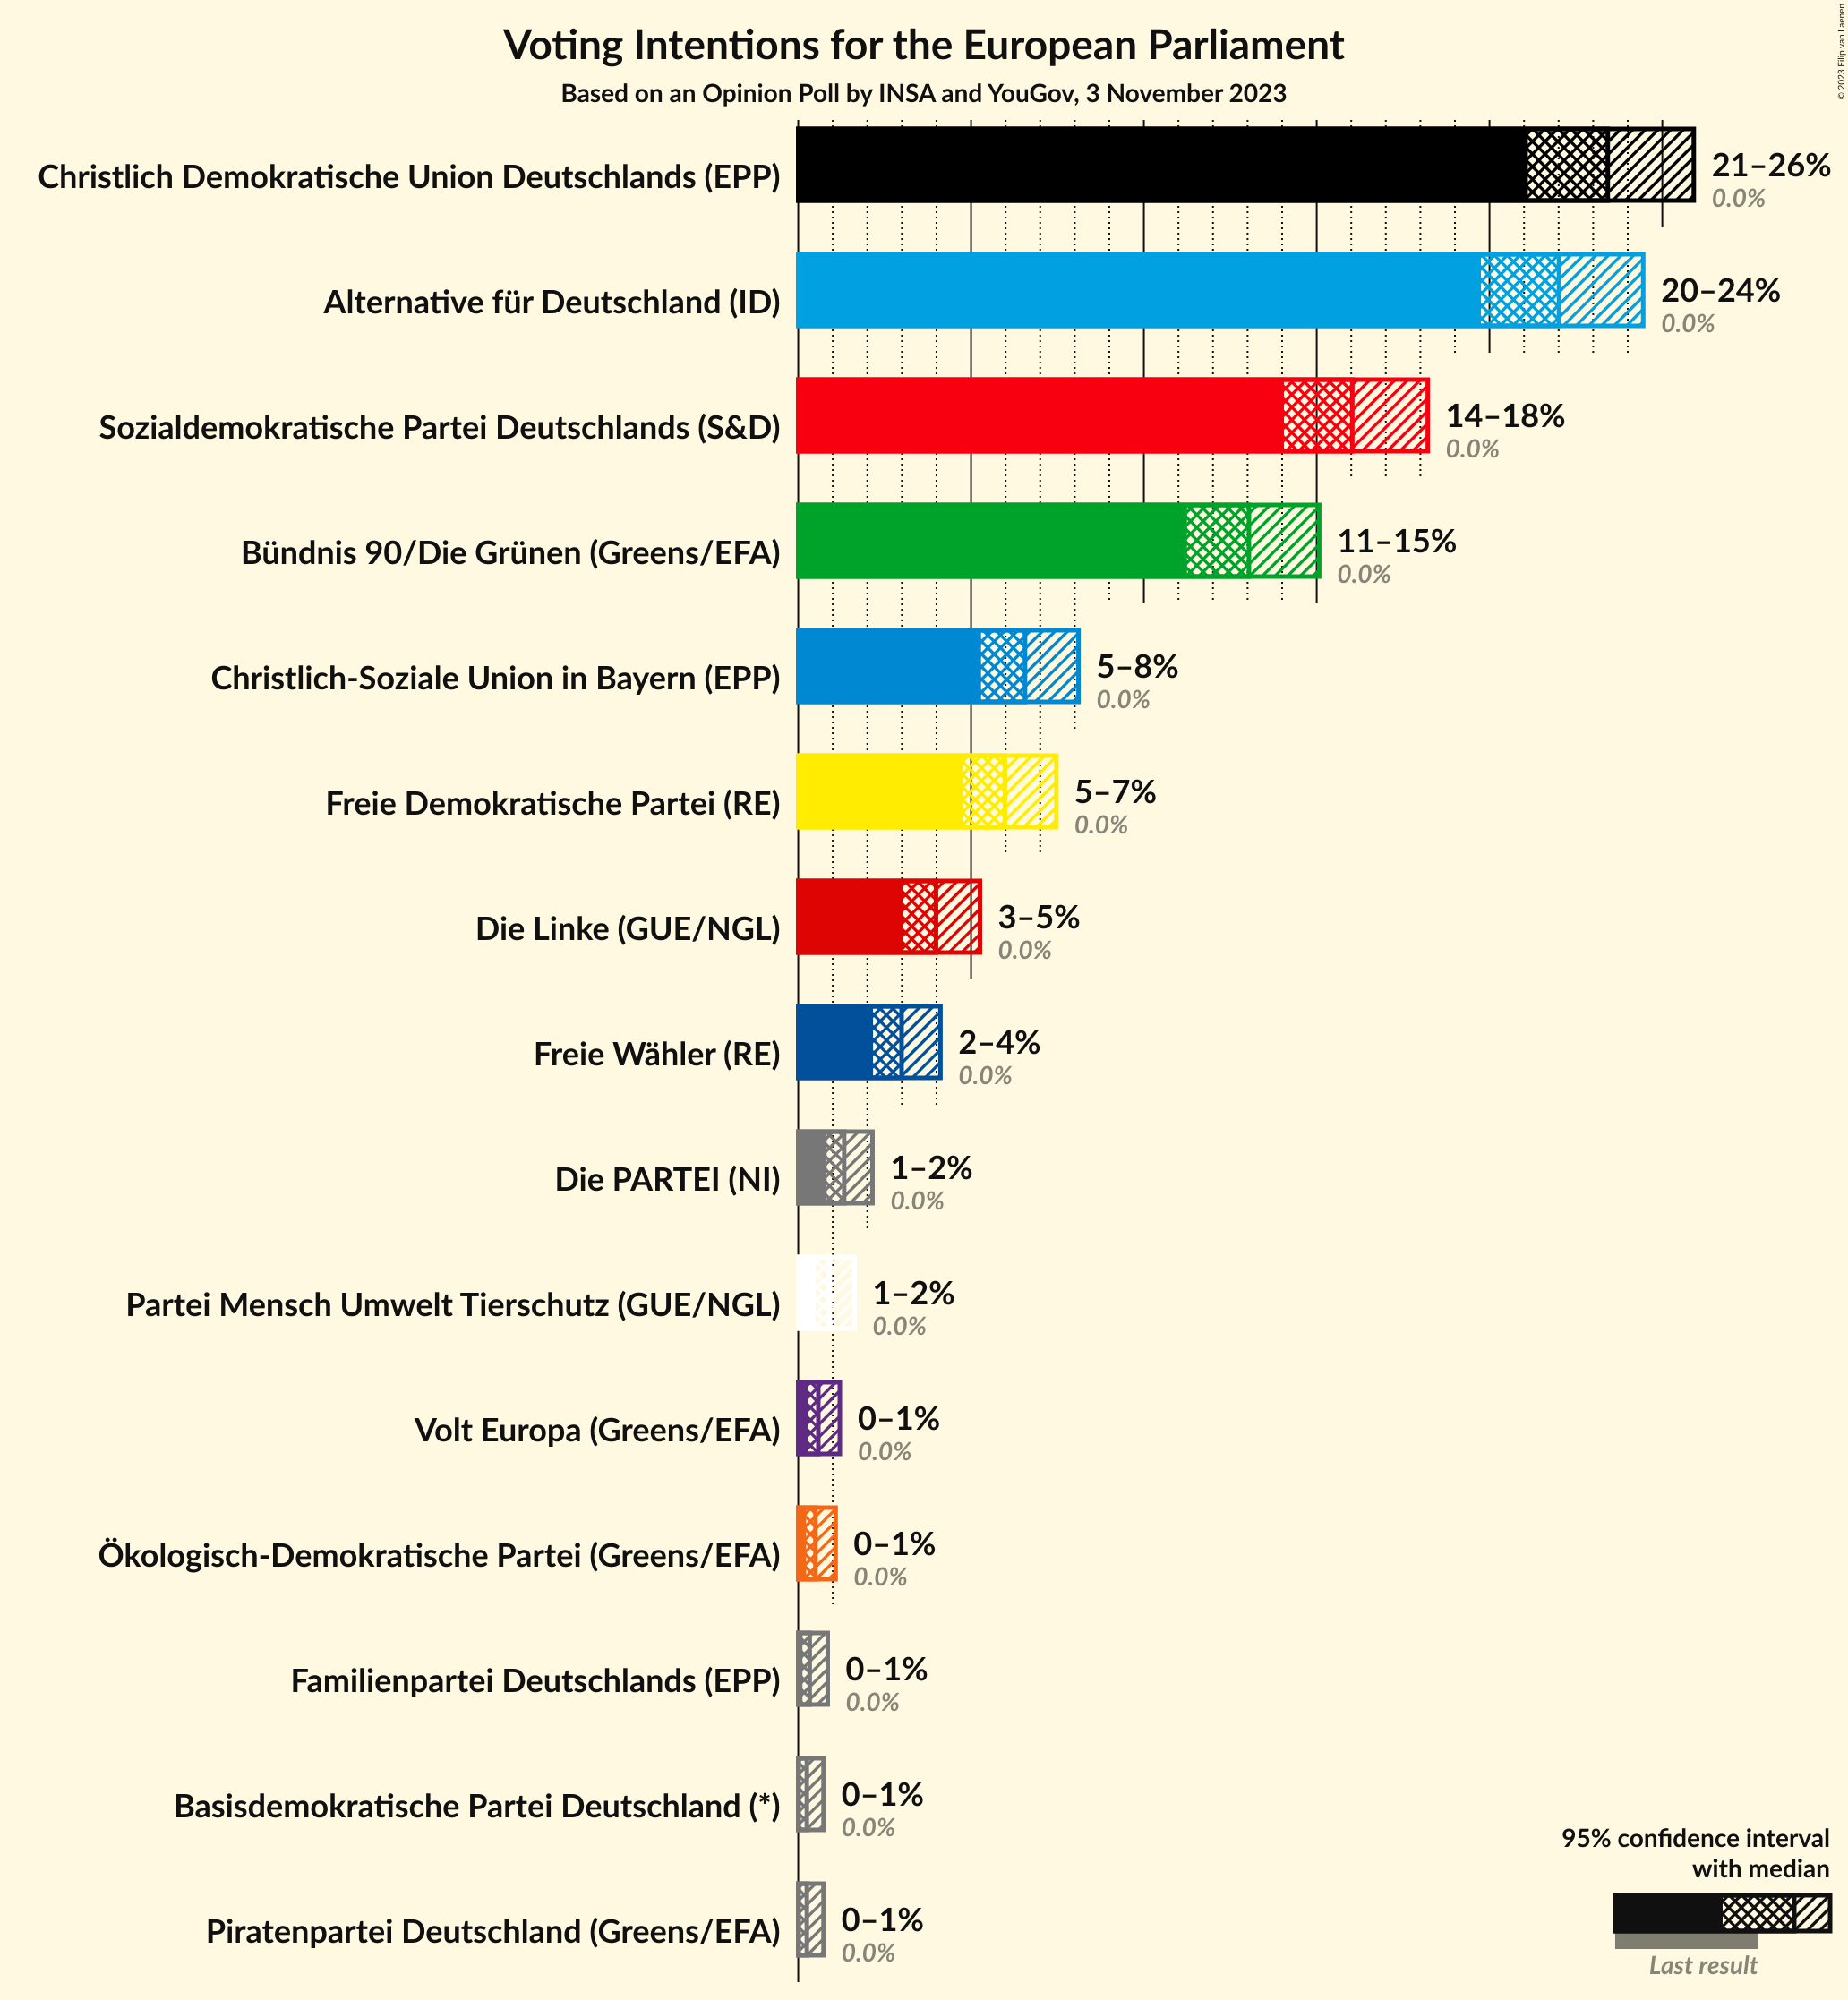 Voting Intentions for the European Parliament
Based on an Opinion Poll by INSA and YouGov, 3 November 2023
© 2023 Filip van Laenen
Christlich Demokratische Union Deutschlands (EPP)
21–26%
0.0%
Alternative für Deutschland (ID)
20–24%
0.0%
Sozialdemokratische Partei Deutschlands (S&D)
14–18%
0.0%
Bündnis 90/Die Grünen (Greens/EFA)
11–15%
0.0%
Christlich-Soziale Union in Bayern (EPP)
5–8%
0.0%
Freie Demokratische Partei (RE)
5–7%
0.0%
Die Linke (GUE/NGL)
3–5%
0.0%
Freie Wähler (RE)
2–4%
0.0%
Die PARTEI (NI)
1–2%
0.0%
Partei Mensch Umwelt Tierschutz (GUE/NGL)
1–2%
0.0%
Volt Europa (Greens/EFA)
0–1%
0.0%
Ökologisch-Demokratische Partei (Greens/EFA)
0–1%
0.0%
Familienpartei Deutschlands (EPP)
0–1%
0.0%
Basisdemokratische Partei Deutschland (*)
0–1%
0.0%
Piratenpartei Deutschland (Greens/EFA)
0–1%
0.0%
95% confidence interval
with median
Last result